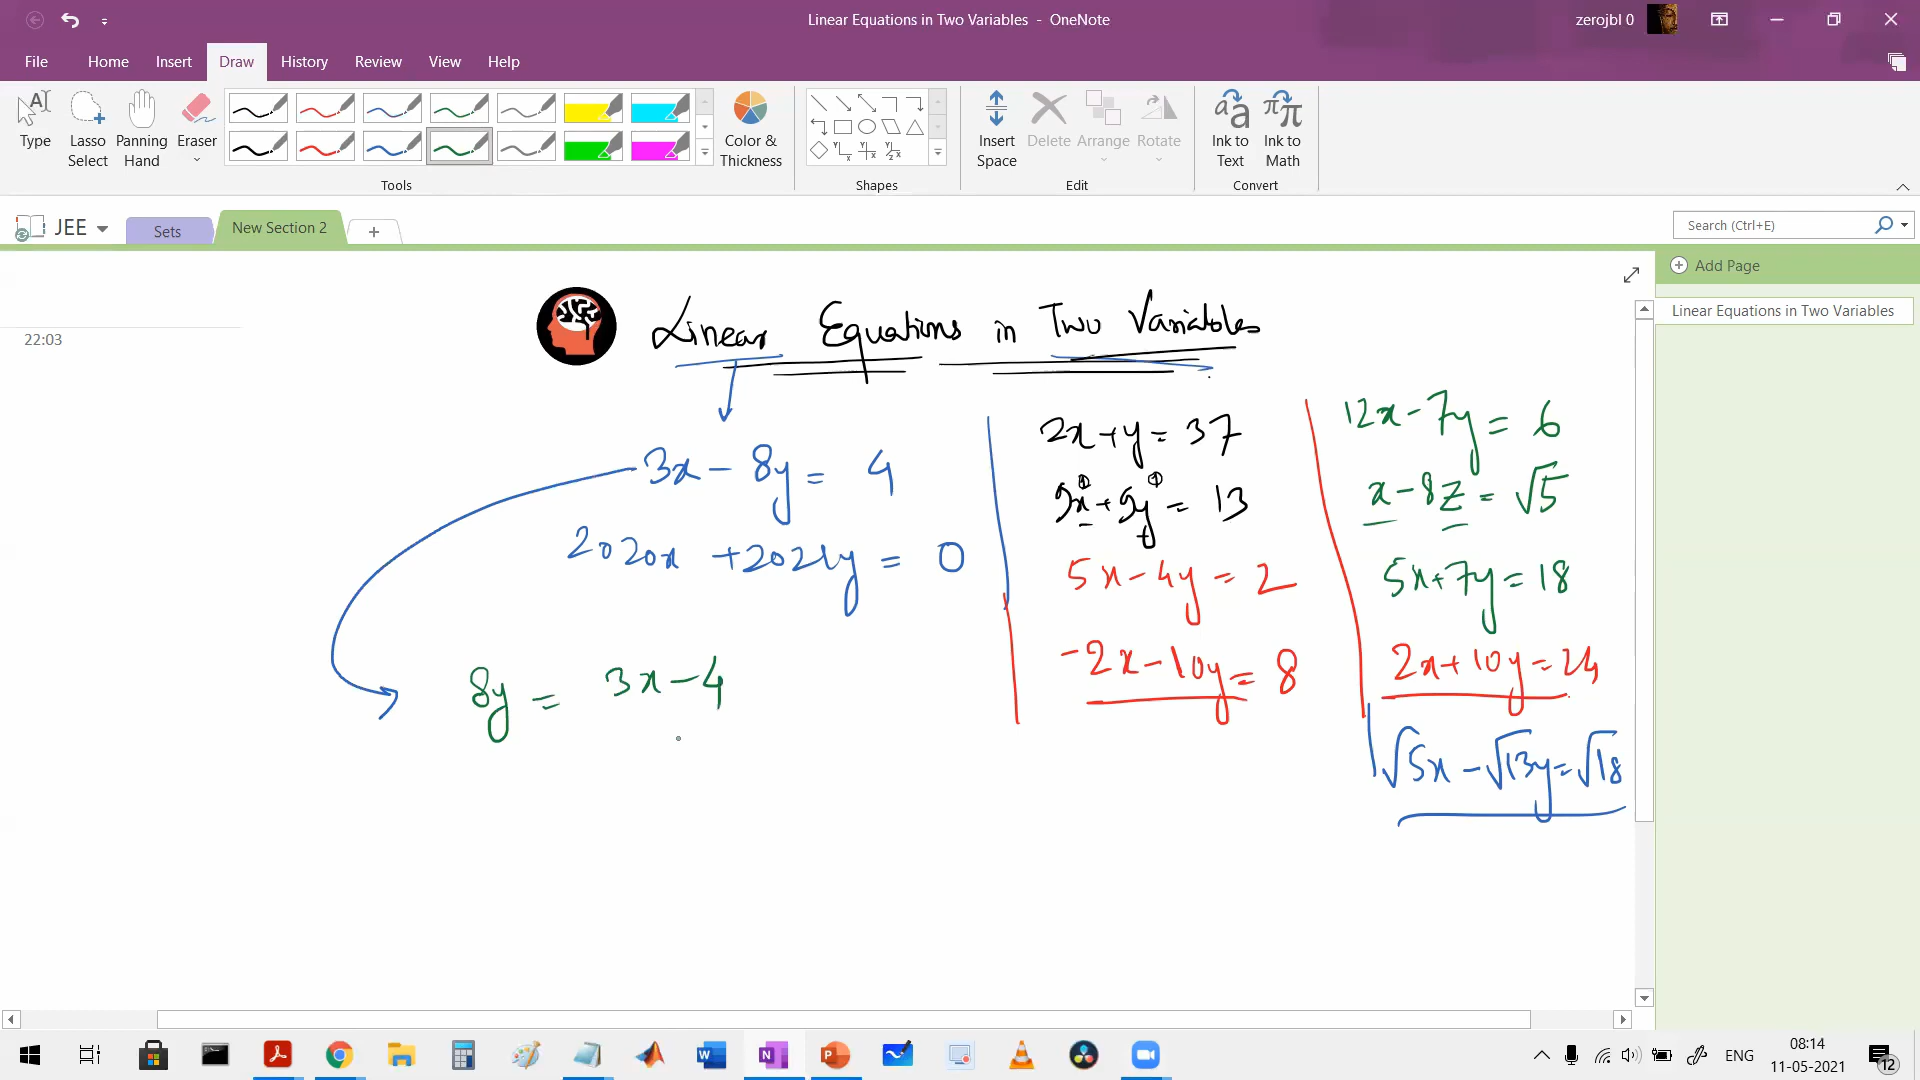 Linear Equations in Two Variables - OneNote
zerojbl 0
File Home Insert Draw History Review View Help
Type
Lasso Select
Panning Hand
Eraser
Color & Thickness
Insert Space
Delete
Arrange
Rotate
Ink to Text
Ink to Math
Tools
Shapes
Edit
Convert
JEE
Sets
New Section 2
Search (Ctrl+E)
Add Page
Linear Equations in Two Variables
22:03
Linear Equations in Two Variables
3x - 8y = 4
2020x + 2021y = 0
8y = 3x - 4
2x + y = 37
9x① + 9y① = 13
5x - 4y = 2
-2x - 10y = 8
12x - 7y = 6
x - 8z = √5
5x + 7y = 18
2x + 10y = 24
√5x - √13y = √18
ENG
08:14
11-05-2021
12